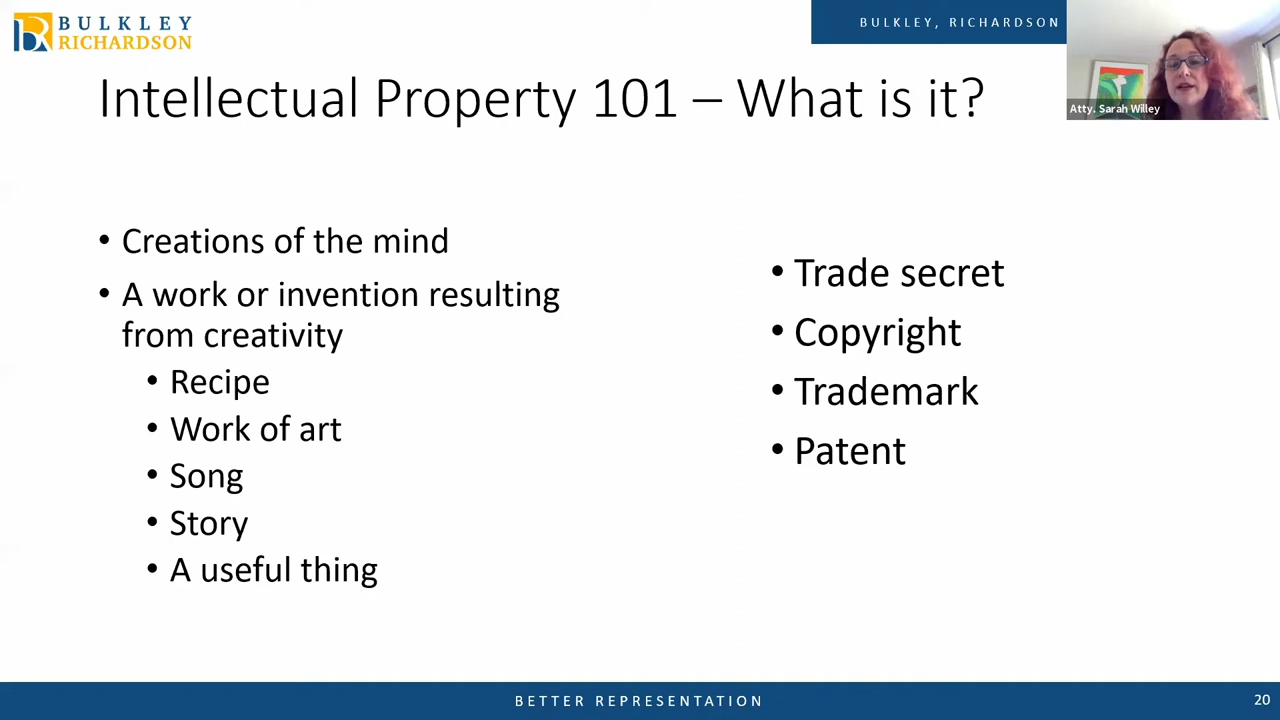 BULKLEY
RICHARDSON
BULKLEY, RICHARDSON
Atty. Sarah Willey
Intellectual Property 101 – What is it?
• Creations of the mind
• A work or invention resulting
from creativity
• Recipe
• Work of art
• Song
• Story
• A useful thing
• Trade secret
• Copyright
• Trademark
• Patent
BETTER REPRESENTATION
20